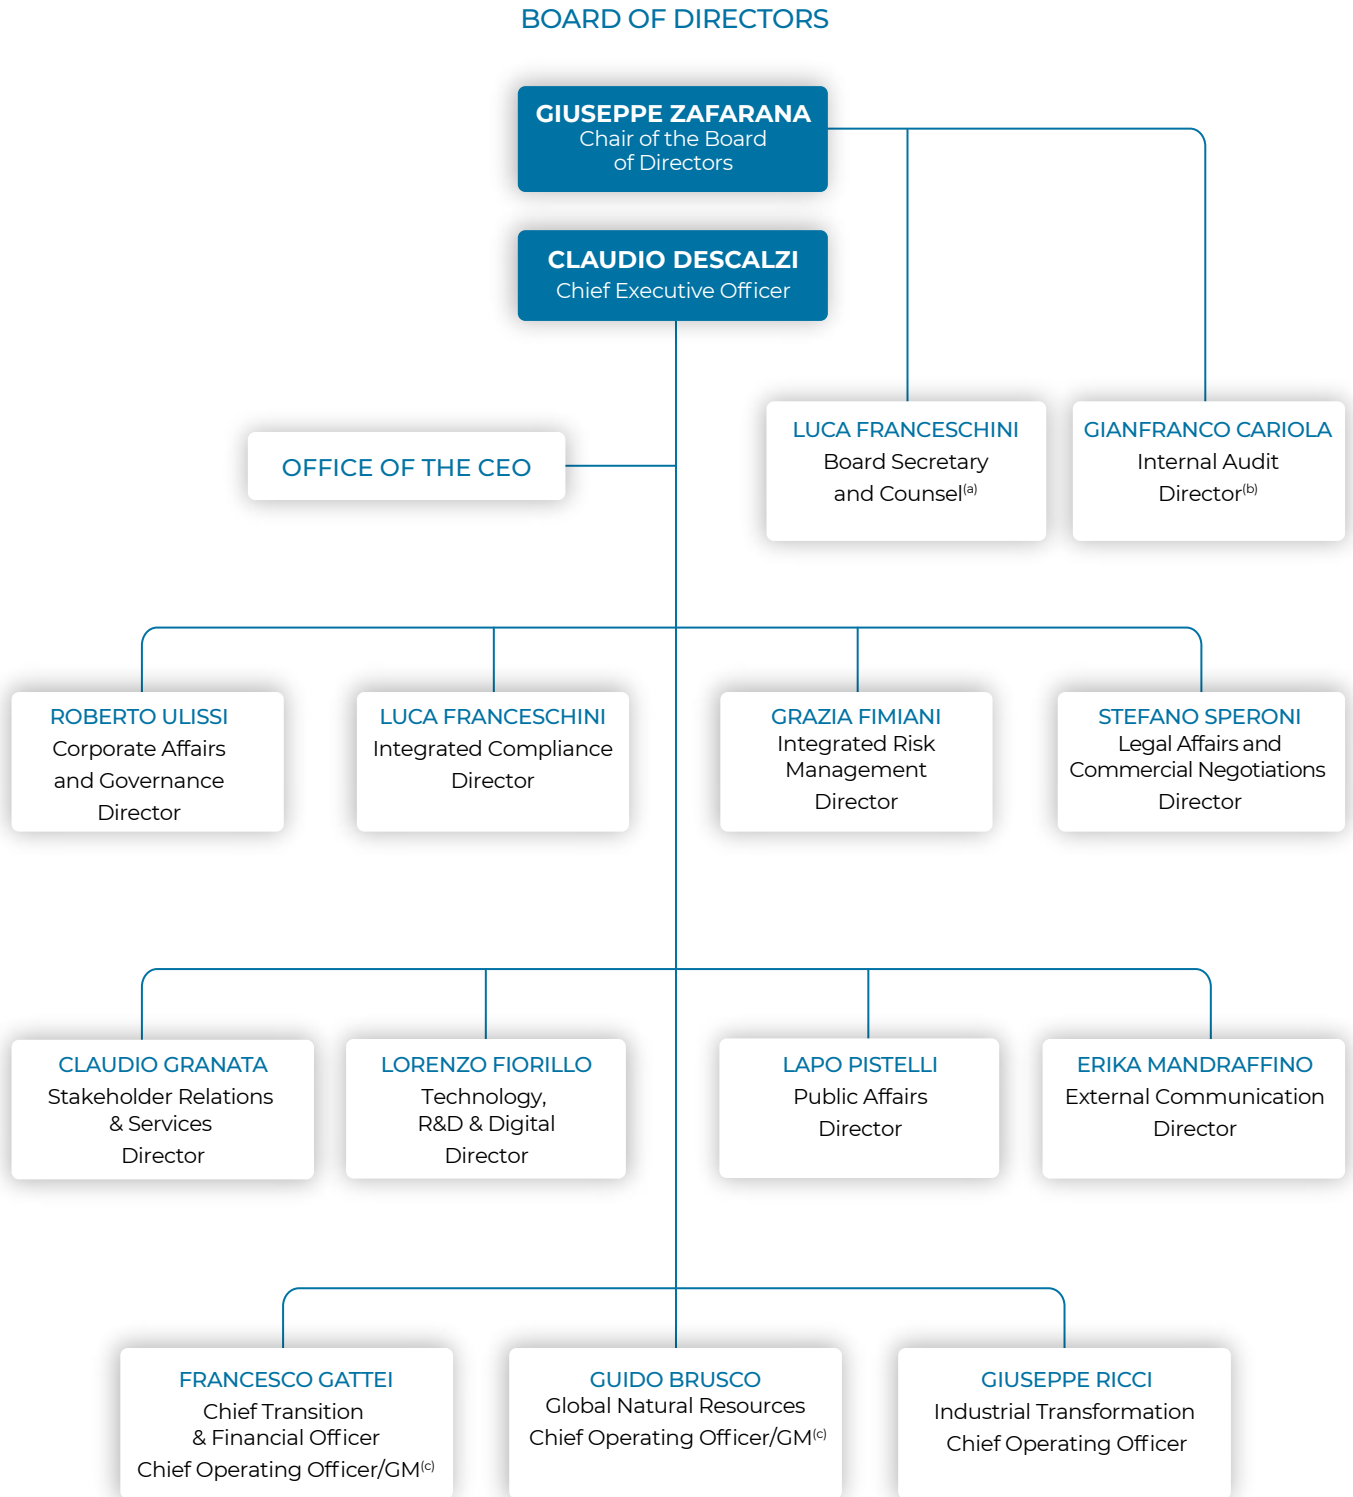 BOARD OF DIRECTORS
GIUSEPPE ZAFARANA
Chair of the Board
of Directors
CLAUDIO DESCALZI
Chief Executive Officer
OFFICE OF THE CEO
LUCA FRANCESCHINI
Board Secretary
and Counsel(a)
GIANFRANCO CARIOLA
Internal Audit
Director(b)
ROBERTO ULISSI
Corporate Affairs
and Governance
Director
LUCA FRANCESCHINI
Integrated Compliance
Director
GRAZIA FIMIANI
Integrated Risk
Management
Director
STEFANO SPERONI
Legal Affairs and
Commercial Negotiations
Director
CLAUDIO GRANATA
Stakeholder Relations
& Services
Director
LORENZO FIORILLO
Technology,
R&D & Digital
Director
LAPO PISTELLI
Public Affairs
Director
ERIKA MANDRAFFINO
External Communication
Director
FRANCESCO GATTEI
Chief Transition
& Financial Officer
Chief Operating Officer/GM(c)
GUIDO BRUSCO
Global Natural Resources
Chief Operating Officer/GM(c)
GIUSEPPE RICCI
Industrial Transformation
Chief Operating Officer